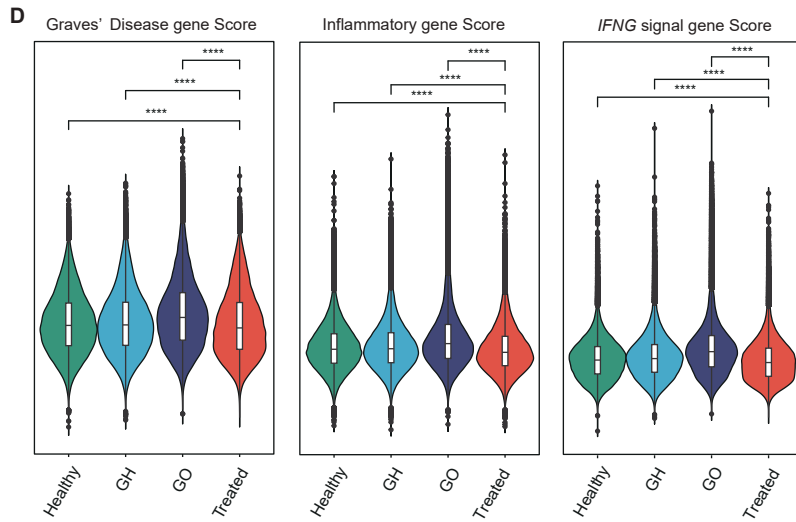 D
Graves’ Disease gene Score
****
****
****
Healthy
GH
GO
Treated
Inflammatory gene Score
****
****
****
Healthy
GH
GO
Treated
IFNG signal gene Score
****
****
****
Healthy
GH
GO
Treated